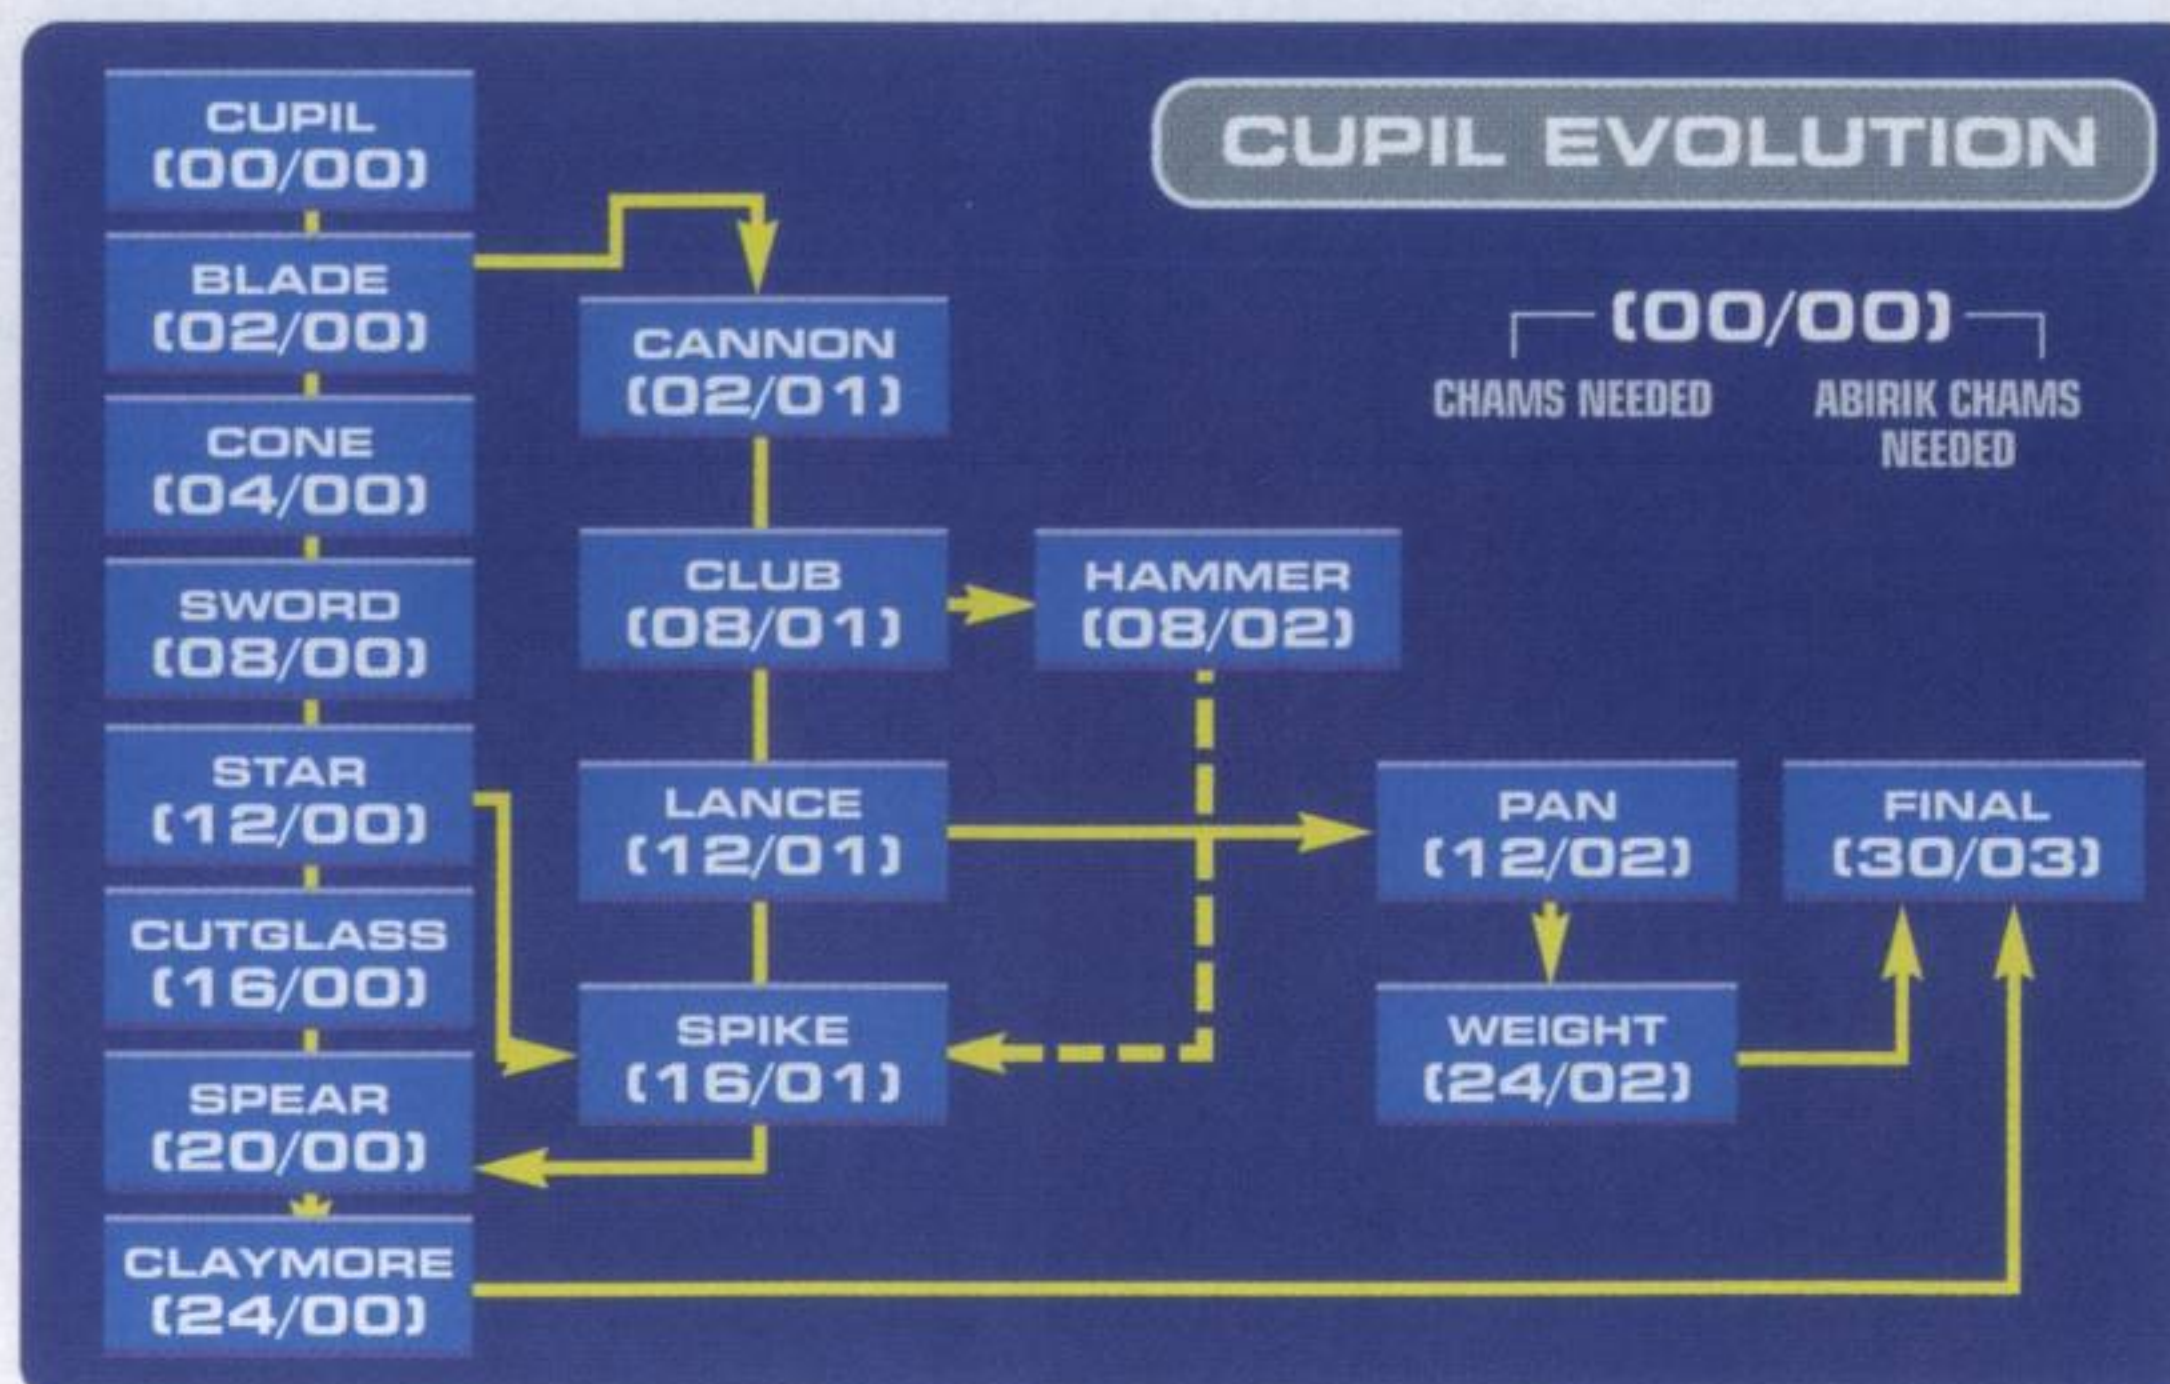 CUPIL EVOLUTION
(00/00)
CHAMS NEEDED
ABIRIK CHAMS
NEEDED
CUPIL
(00/00)
BLADE
(02/00)
CONE
(04/00)
SWORD
(08/00)
STAR
(12/00)
CUTGLASS
(16/00)
SPEAR
(20/00)
CLAYMORE
(24/00)
CANNON
(02/01)
CLUB
(08/01)
LANCE
(12/01)
SPIKE
(16/01)
HAMMER
(08/02)
PAN
(12/02)
WEIGHT
(24/02)
FINAL
(30/03)